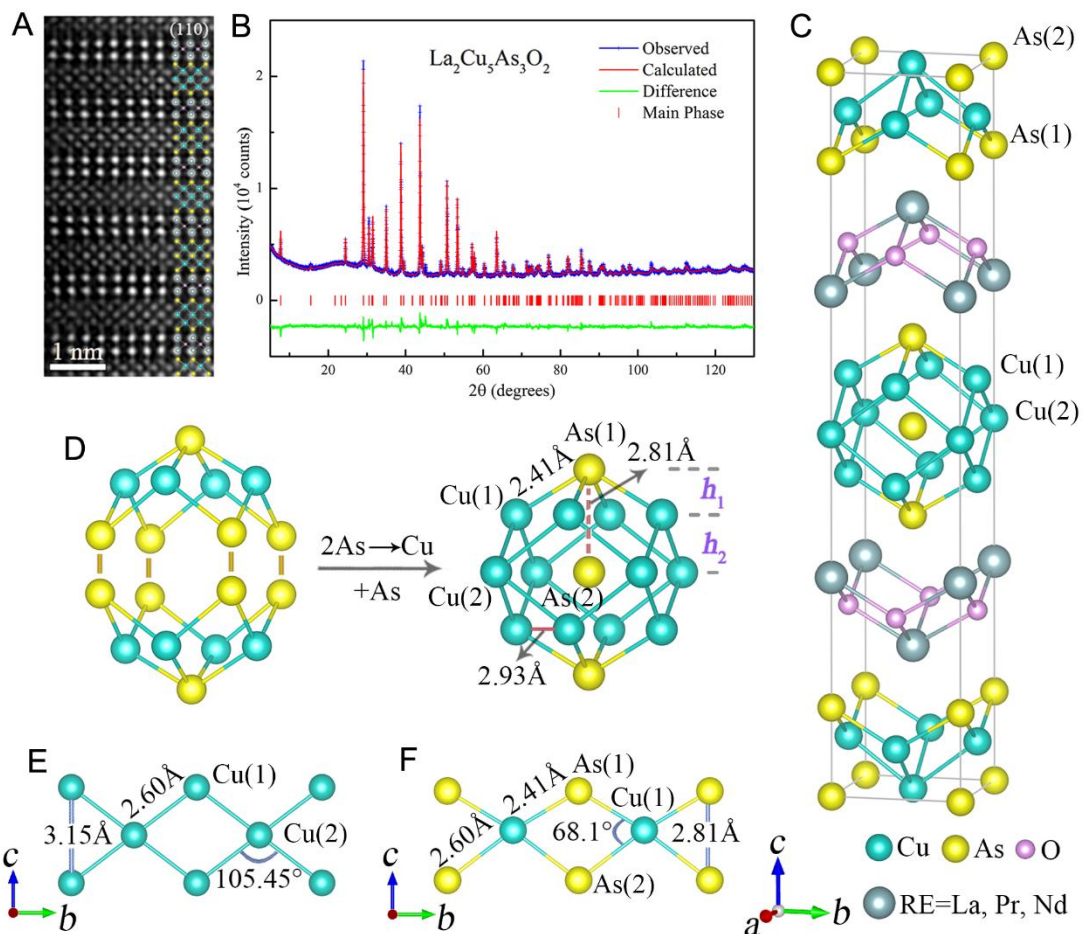 A
(110)
1 nm
B
La₂Cu₅As₃O₂
Observed
Calculated
Difference
Main Phase
2
1
0
Intensity (10⁴ counts)
20
40
60
80
100
120
2θ (degrees)
C
As(2)
As(1)
Cu(1)
Cu(2)
D
2As→Cu
+As
As(1)
2.41Å
2.81Å
Cu(1)
h₁
h₂
Cu(2)
As(2)
2.93Å
E
2.60Å
Cu(1)
3.15Å
Cu(2)
105.45°
c
b
F
2.41Å
As(1)
Cu(1)
2.60Å
68.1°
2.81Å
As(2)
c
b
c
a
b
Cu
As
O
RE=La, Pr, Nd